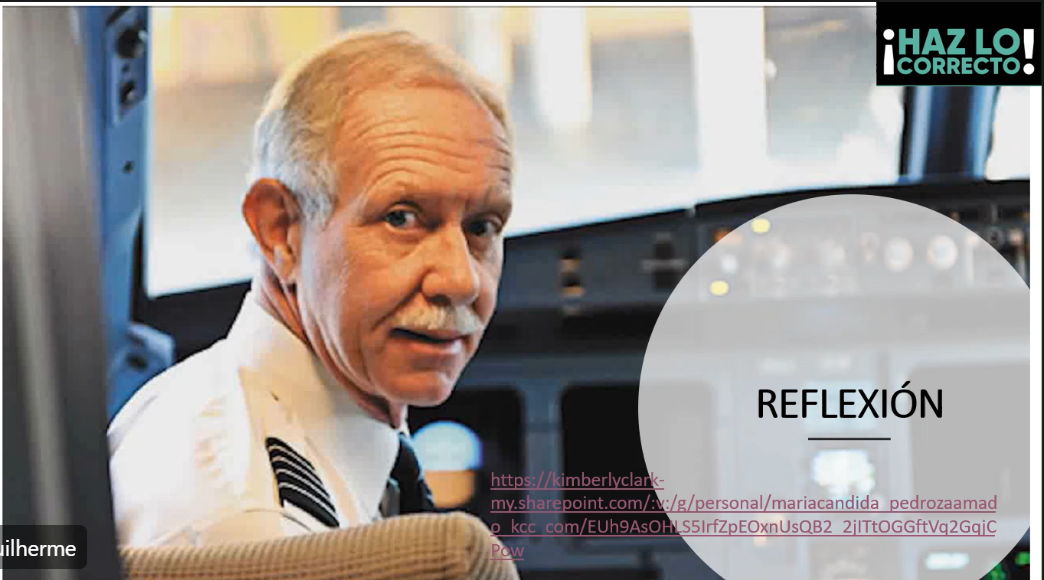 ¡HAZ LO
CORRECTO!
REFLEXIÓN
https://kimberlyclark-
my.sharepoint.com/:v:/g/personal/mariacandida_pedrozaamad
o_kcc_com/EUh9AsOHLS5IrfZpEOxnUsQB2_2jITtOGGftVq2GqjC
Pow
uilherme